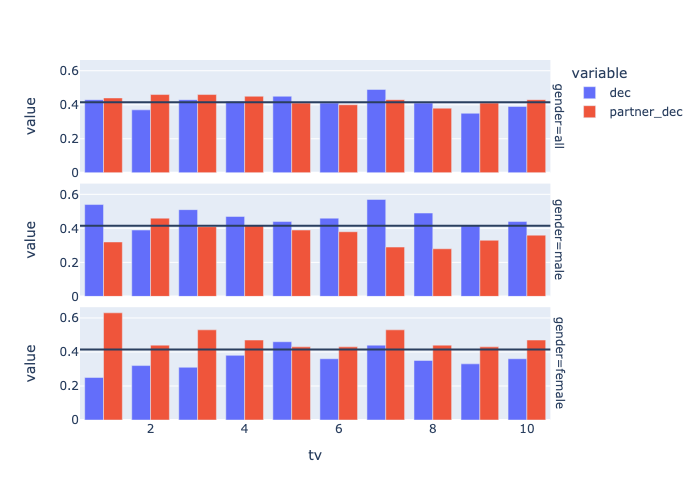 variable
dec
partner_dec
value
0.6
0.4
0.2
0
gender=all
value
0.6
0.4
0.2
0
gender=male
value
0.6
0.4
0.2
0
gender=female
2
4
6
8
10
tv